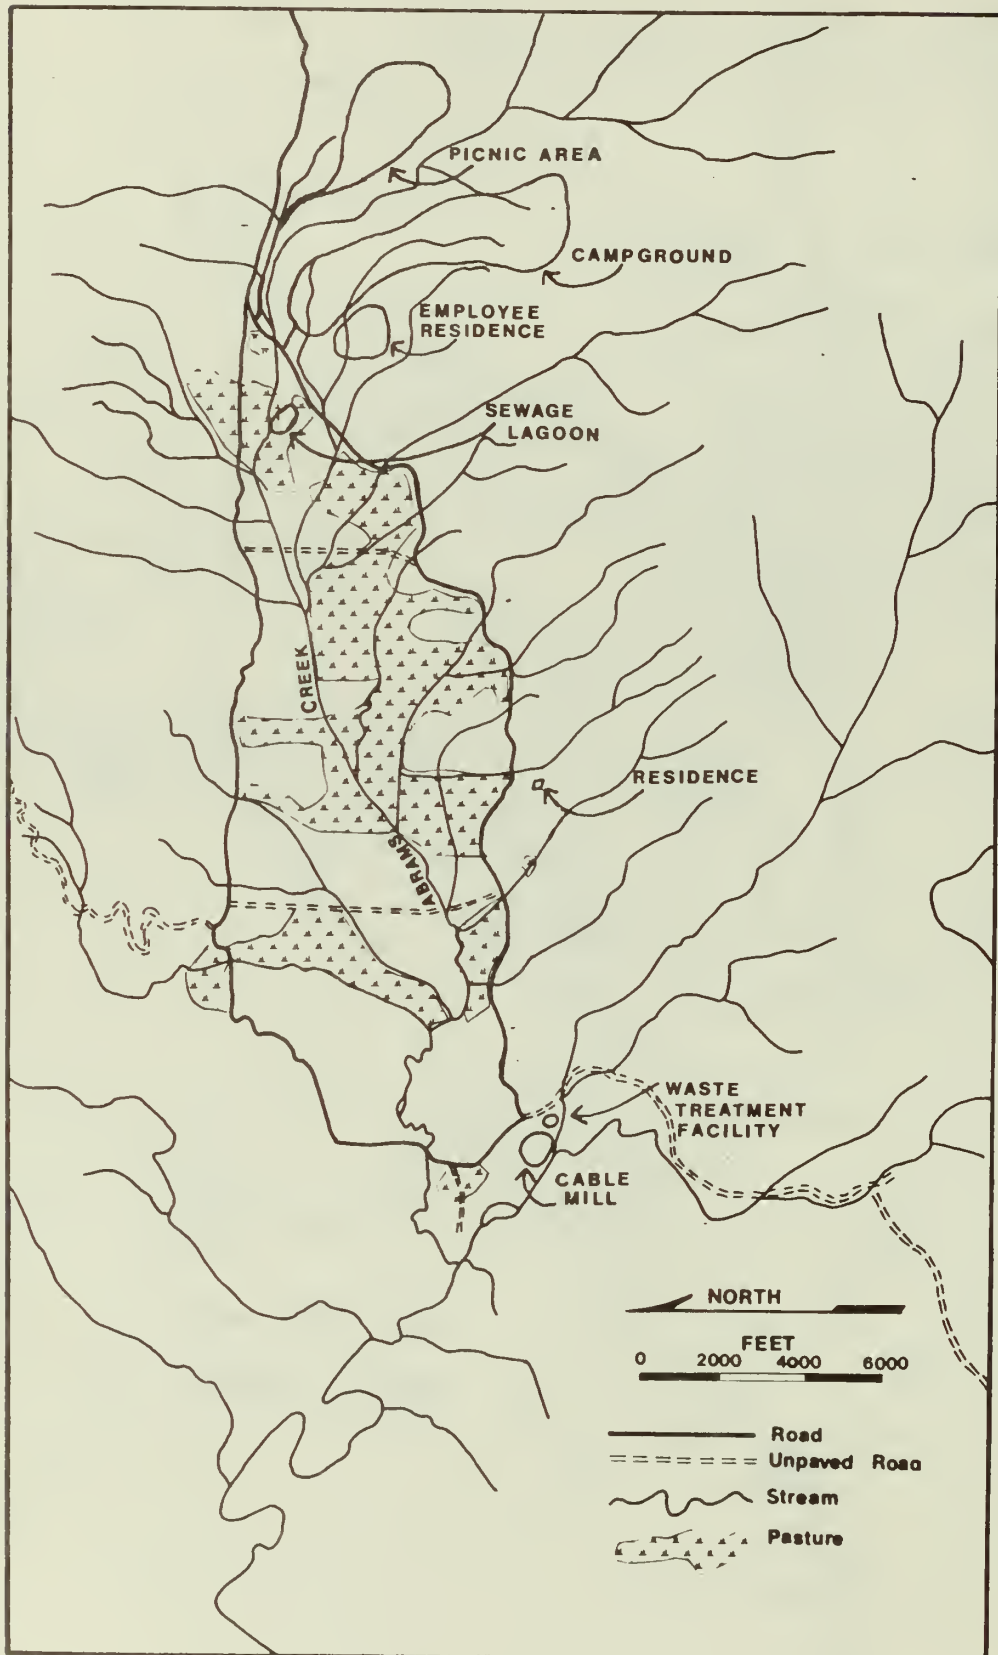 PICNIC AREA
CAMPGROUND
EMPLOYEE
RESIDENCE
SEWAGE
LAGOON
CREEK
RESIDENCE
ABRAMS
WASTE
TREATMENT
FACILITY
CABLE
MILL
NORTH
FEET
0 2000 4000 6000
Road
Unpaved Road
Stream
Pasture